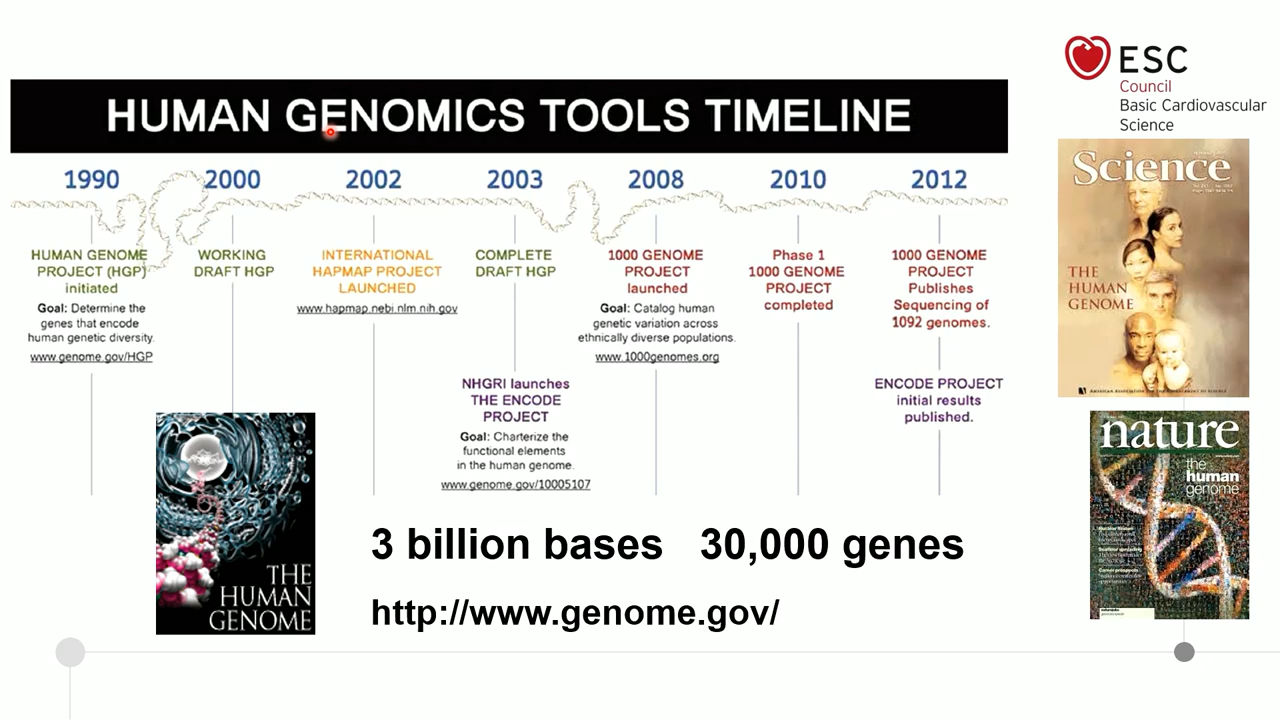 HUMAN GENOMICS TOOLS TIMELINE
ESC
Council
Basic Cardiovascular
Science
1990
2000
2002
2003
2008
2010
2012
HUMAN GENOME
PROJECT (HGP)
initiated
Goal: Determine the
genes that encode
human genetic diversity.
www.genome.gov/HGP
WORKING
DRAFT HGP
INTERNATIONAL
HAPMAP PROJECT
LAUNCHED
www.hapmap.nebi.nlm.nih.gov
COMPLETE
DRAFT HGP
NHGRI launches
THE ENCODE
PROJECT
Goal: Charterize the
functional elements
in the human genome.
www.genome.gov/10005107
1000 GENOME
PROJECT
launched
Goal: Catalog human
genetic variation across
ethnically diverse populations.
www.1000genomes.org
Phase 1
1000 GENOME
PROJECT
completed
1000 GENOME
PROJECT
Publishes
Sequencing of
1092 genomes.
ENCODE PROJECT
initial results
published.
Science
THE
HUMAN
GENOME
nature
the
human
genome
THE
HUMAN
GENOME
3 billion bases 30,000 genes
http://www.genome.gov/